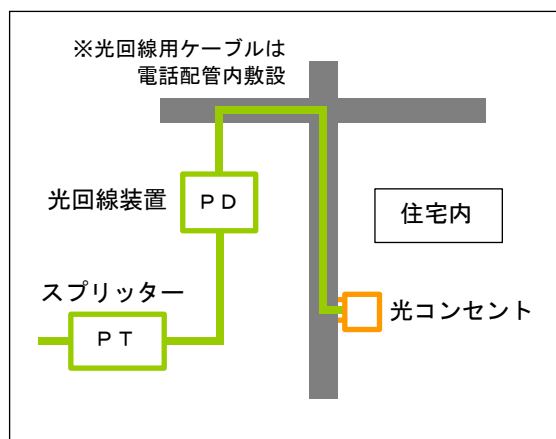 ※光回線用ケーブルは
電話配管内敷設
光回線装置
ＰＤ
住宅内
スプリッター
ＰＴ
光コンセント